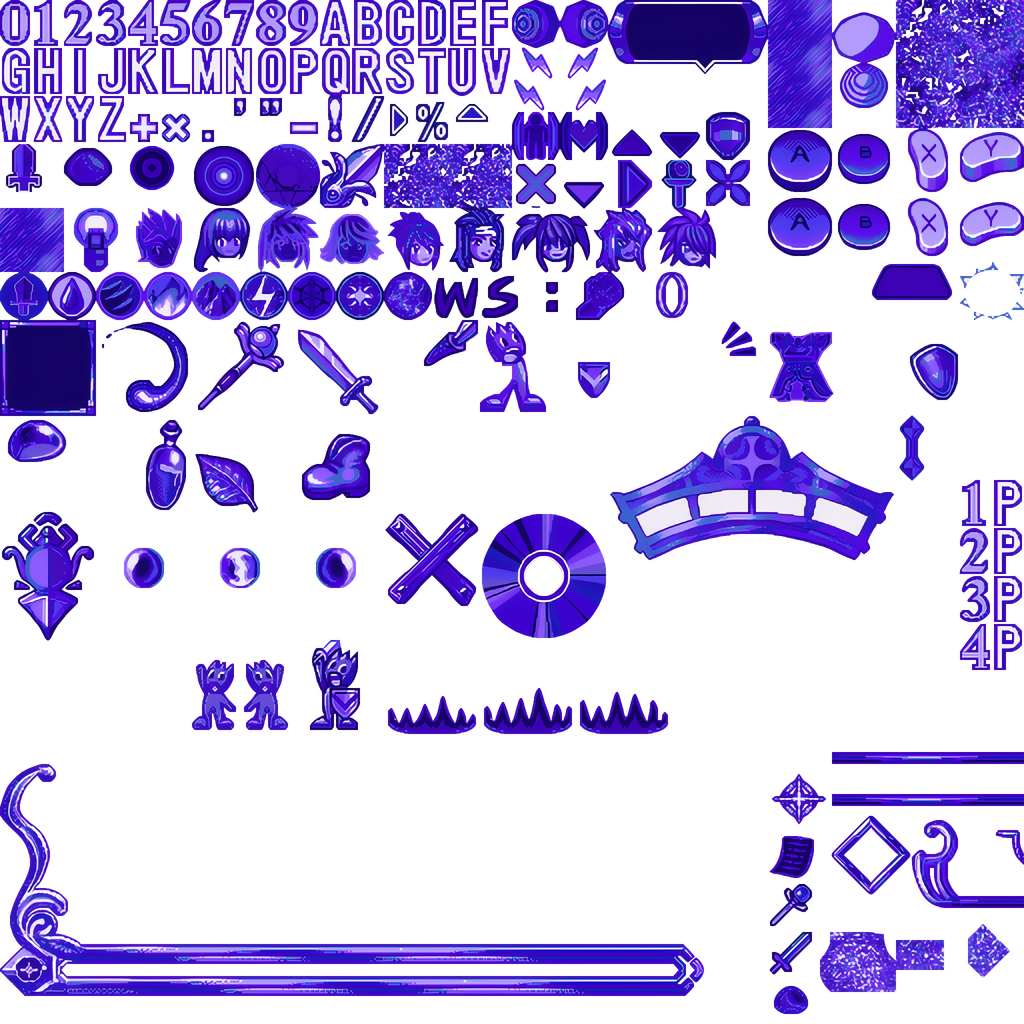 0123456789ABCDEF
GHIJKLMNOPQRSTUV
WXYZ+×.'"-!/%
A B X Y
A B X Y
WS :
1P
2P
3P
4P